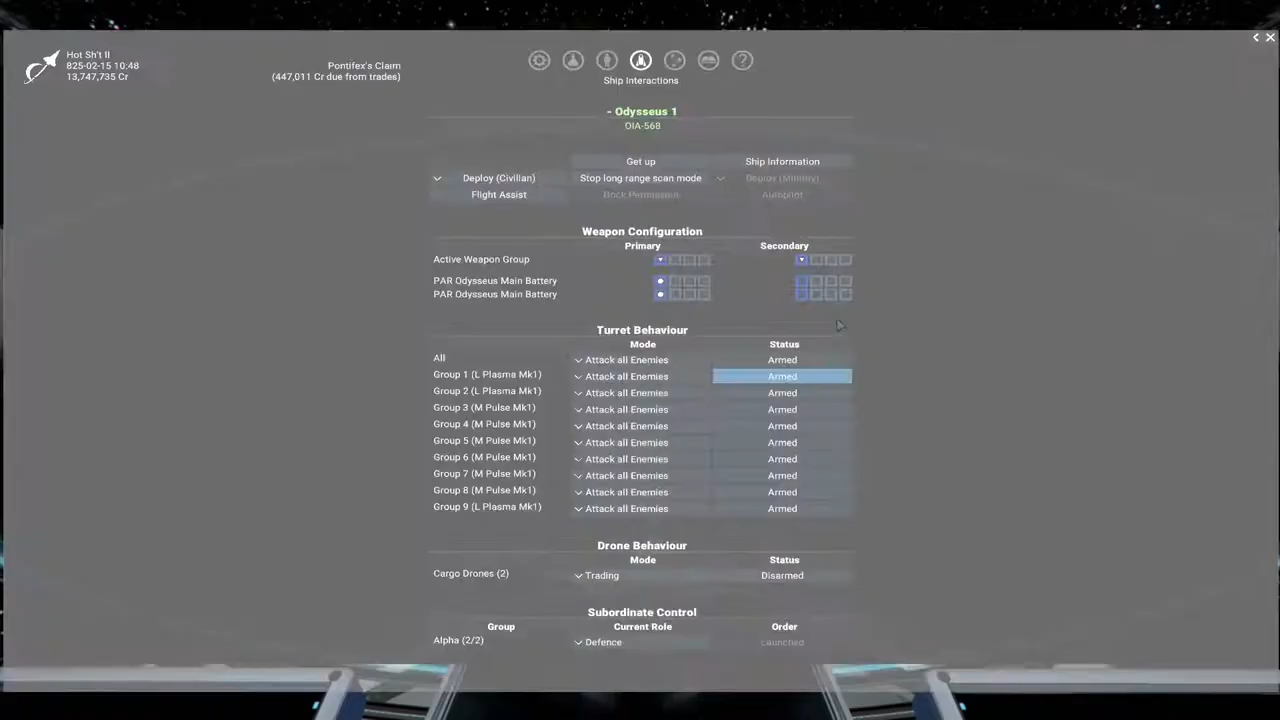 Hot Sh't II
825-02-15 10:48
13,747,735 Cr
Pontifex's Claim
(447,011 Cr due from trades)
Ship Interactions
- Odysseus 1
OIA-568
Get up Ship Information
Deploy (Civilian) Stop long range scan mode Deploy (Military)
Flight Assist Dock Permission Autopilot
Weapon Configuration
Primary Secondary
Active Weapon Group
PAR Odysseus Main Battery
PAR Odysseus Main Battery
Turret Behaviour
Mode Status
All Attack all Enemies Armed
Group 1 (L Plasma Mk1) Attack all Enemies Armed
Group 2 (L Plasma Mk1) Attack all Enemies Armed
Group 3 (M Pulse Mk1) Attack all Enemies Armed
Group 4 (M Pulse Mk1) Attack all Enemies Armed
Group 5 (M Pulse Mk1) Attack all Enemies Armed
Group 6 (M Pulse Mk1) Attack all Enemies Armed
Group 7 (M Pulse Mk1) Attack all Enemies Armed
Group 8 (M Pulse Mk1) Attack all Enemies Armed
Group 9 (L Plasma Mk1) Attack all Enemies Armed
Drone Behaviour
Mode Status
Cargo Drones (2) Trading Disarmed
Subordinate Control
Group Current Role Order
Alpha (2/2) Defence Launched